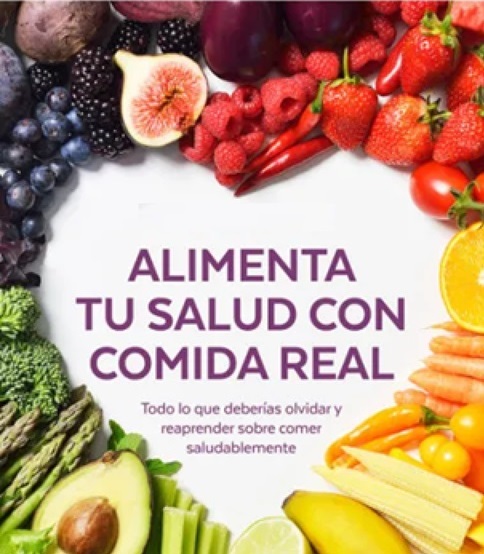 ALIMENTA
TU SALUD CON
COMIDA REAL
Todo lo que deberías olvidar y
reaprender sobre comer
saludablemente